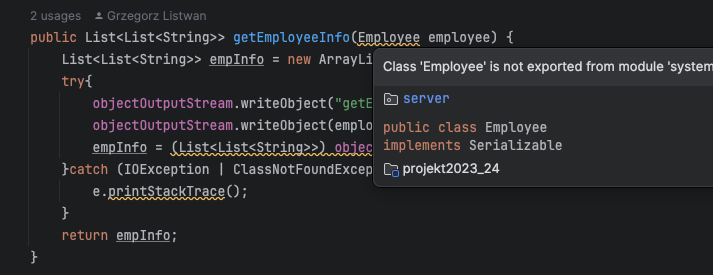 2 usages Grzegorz Listwan
public List<List<String>> getEmployeeInfo(Employee employee) {
List<List<String>> empInfo = new ArrayLi
try{
objectOutputStream.writeObject("getE
objectOutputStream.writeObject(emplo
empInfo = (List<List<String>>) objec
}catch (IOException | ClassNotFoundExcep
e.printStackTrace();
}
return empInfo;
}
Class 'Employee' is not exported from module 'system
server
public class Employee
implements Serializable
projekt2023_24